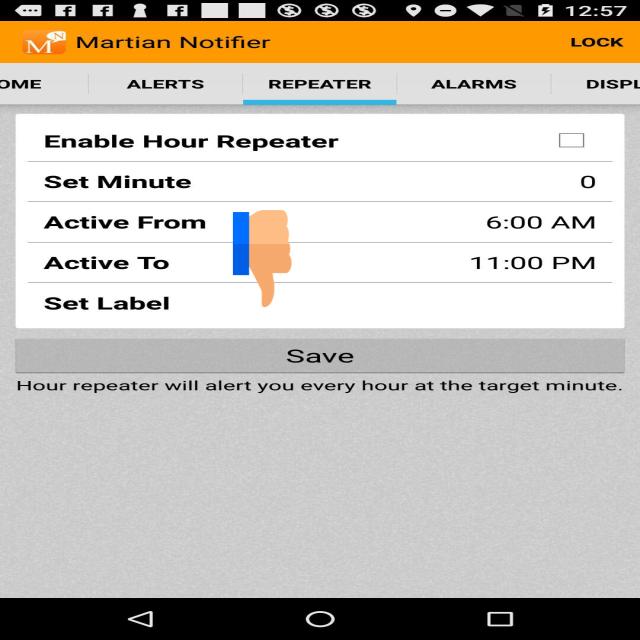 12:57
Martian Notifier LOCK
OME ALERTS REPEATER ALARMS DISPL
Enable Hour Repeater
Set Minute 0
Active From 6:00 AM
Active To 11:00 PM
Set Label
Save
Hour repeater will alert you every hour at the target minute.